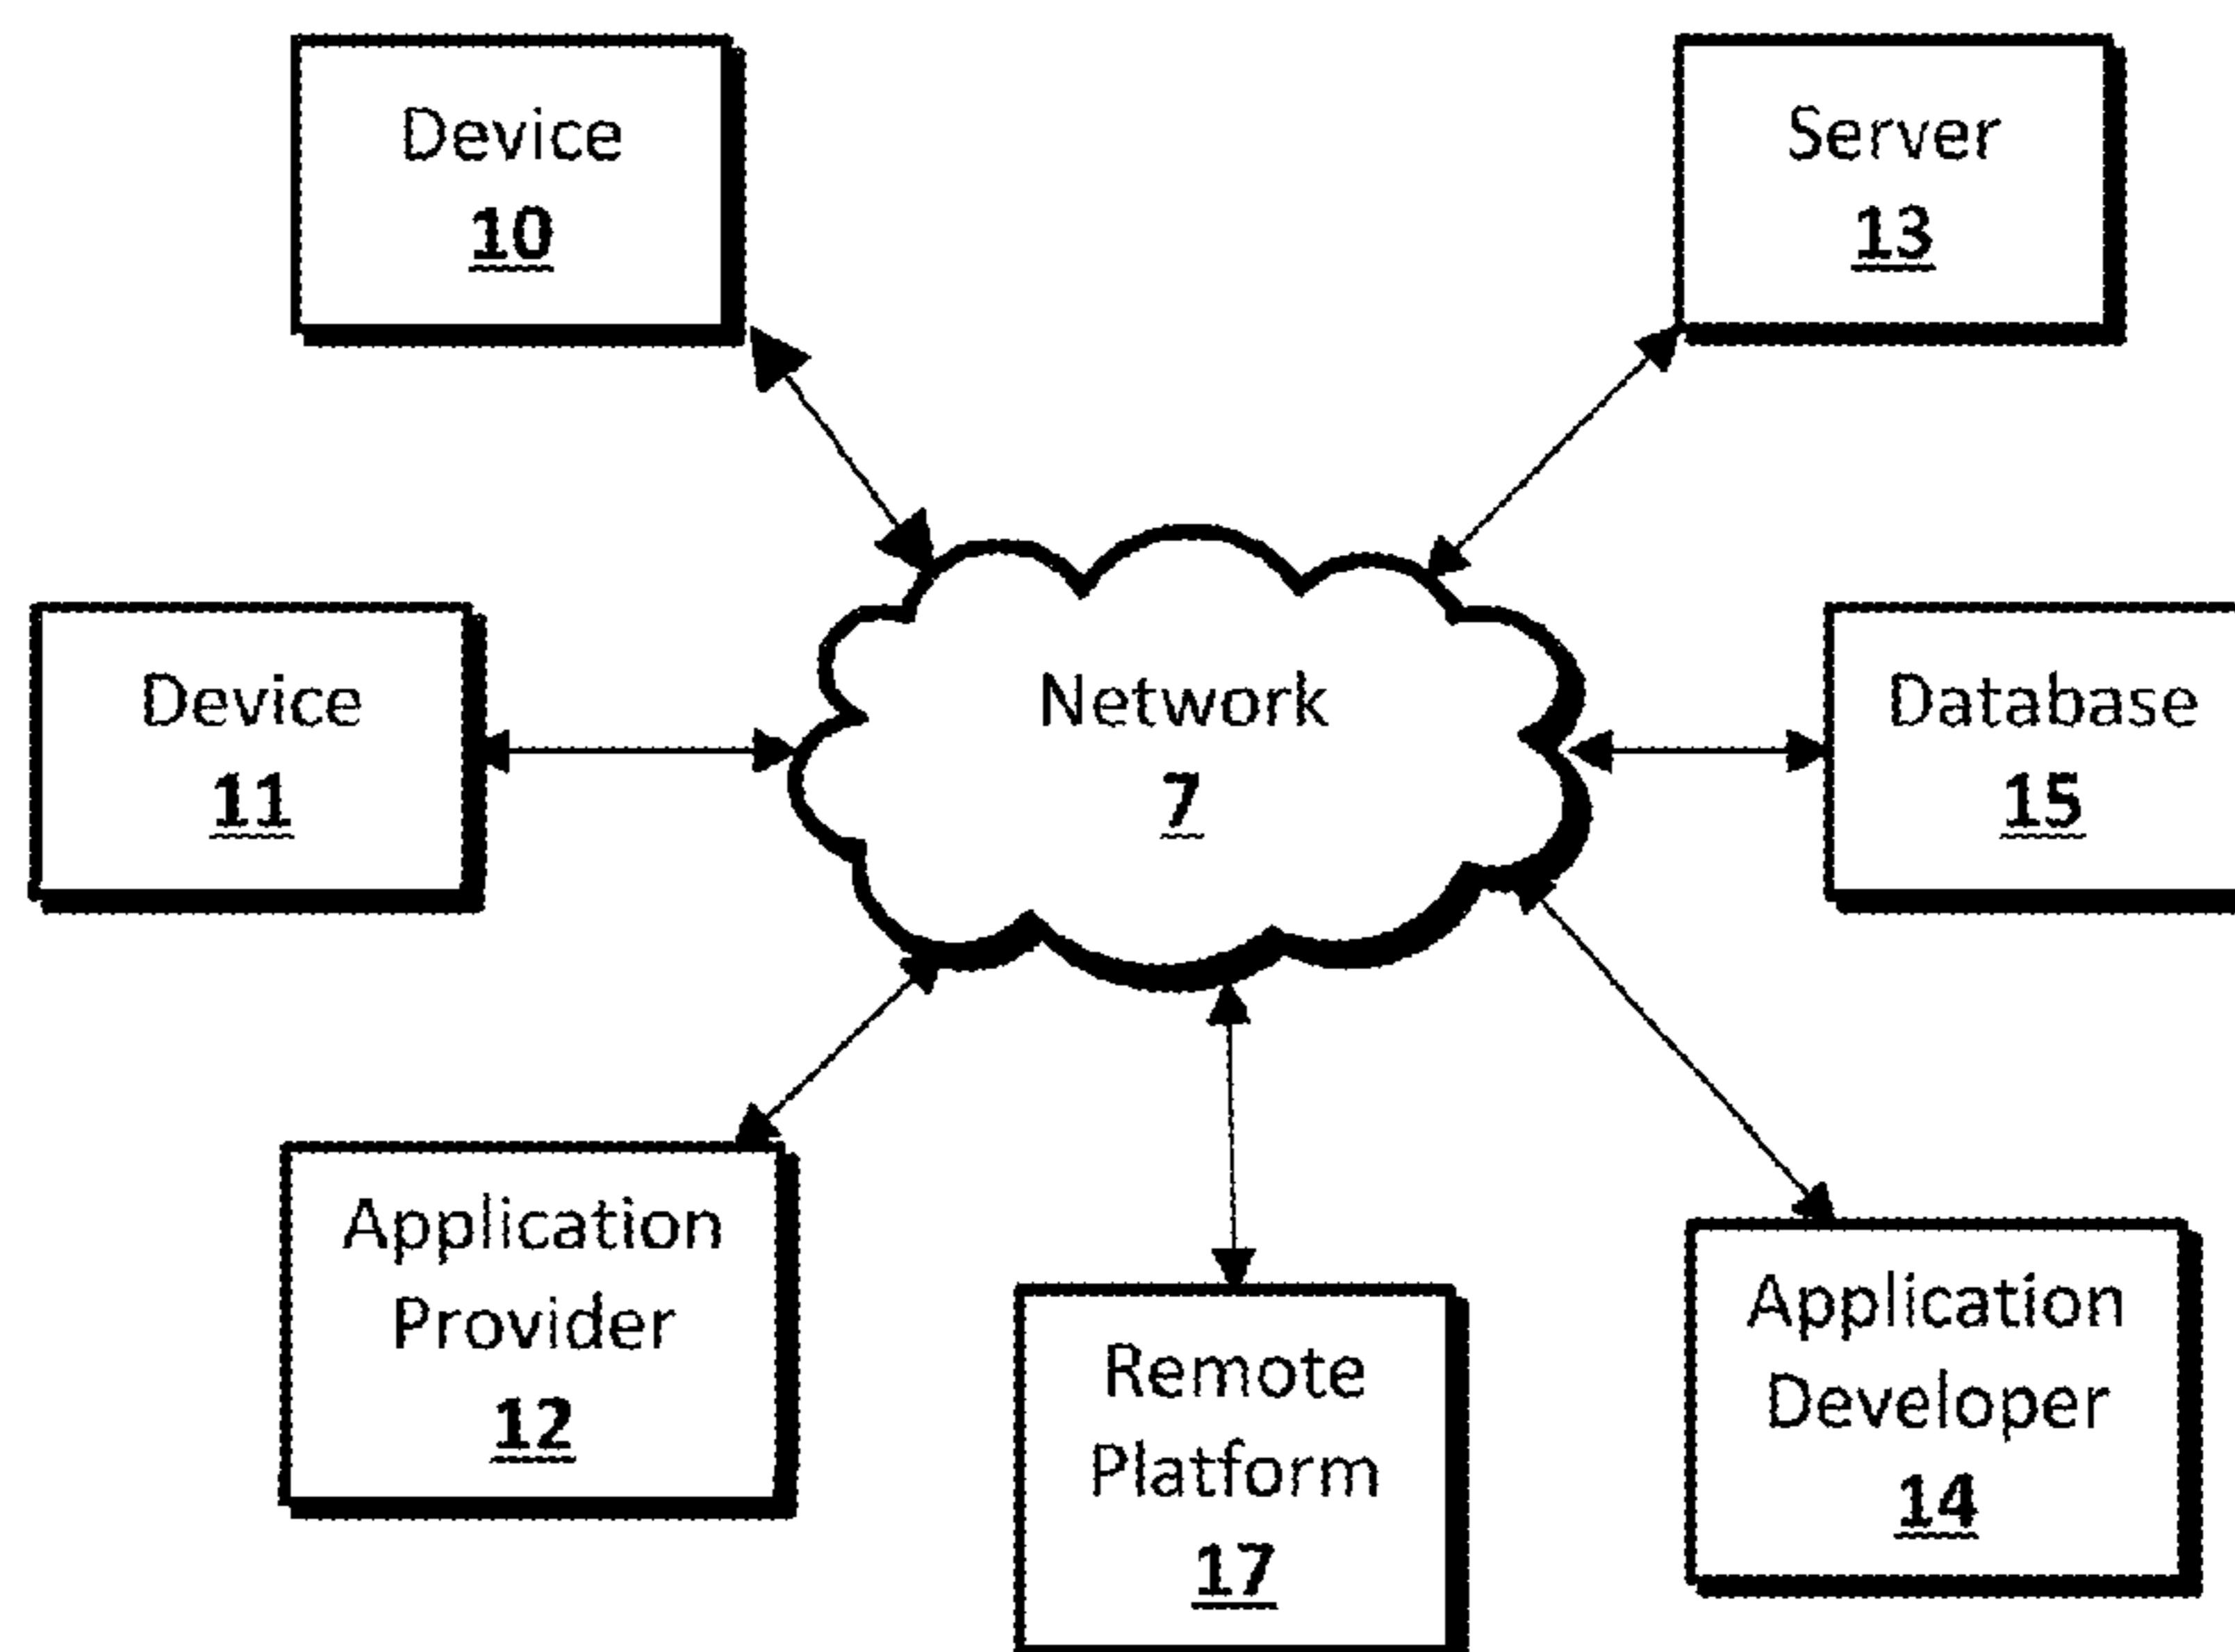 Device
10
Server
13
Device
11
Network
7
Database
15
Application
Provider
12
Remote
Platform
17
Application
Developer
14